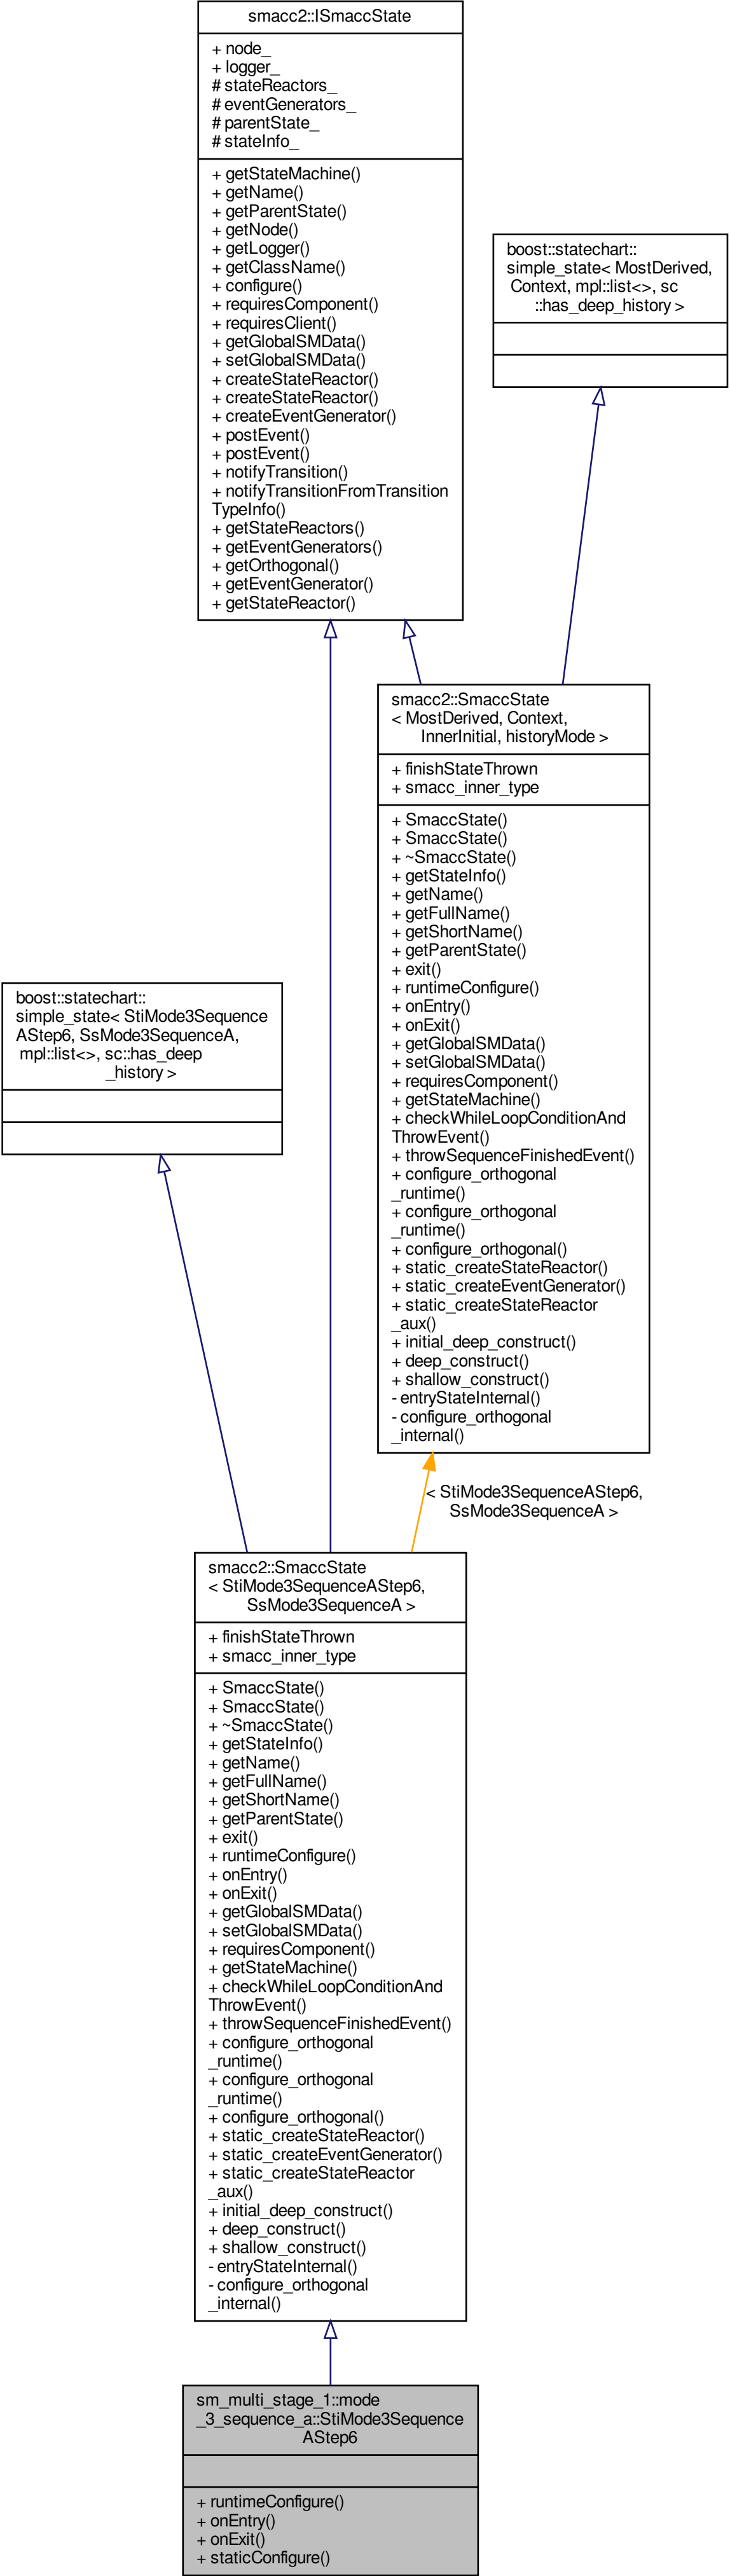 smacc2::ISmaccState
+ node_
+ logger_
# stateReactors_
# eventGenerators_
# parentState_
# stateInfo_
+ getStateMachine()
+ getName()
+ getParentState()
+ getNode()
+ getLogger()
+ getClassName()
+ configure()
+ requiresComponent()
+ requiresClient()
+ getGlobalSMData()
+ setGlobalSMData()
+ createStateReactor()
+ createStateReactor()
+ createEventGenerator()
+ postEvent()
+ postEvent()
+ notifyTransition()
+ notifyTransitionFromTransition
TypeInfo()
+ getStateReactors()
+ getEventGenerators()
+ getOrthogonal()
+ getEventGenerator()
+ getStateReactor()
boost::statechart::
simple_state< MostDerived,
Context, mpl::list<>, sc
::has_deep_history >
smacc2::SmaccState
< MostDerived, Context,
InnerInitial, historyMode >
+ finishStateThrown
+ smacc_inner_type
+ SmaccState()
+ SmaccState()
+ ~SmaccState()
+ getStateInfo()
+ getName()
+ getFullName()
+ getShortName()
+ getParentState()
+ exit()
+ runtimeConfigure()
+ onEntry()
+ onExit()
+ getGlobalSMData()
+ setGlobalSMData()
+ requiresComponent()
+ getStateMachine()
+ checkWhileLoopConditionAnd
ThrowEvent()
+ throwSequenceFinishedEvent()
+ configure_orthogonal
_runtime()
+ configure_orthogonal
_runtime()
+ configure_orthogonal()
+ static_createStateReactor()
+ static_createEventGenerator()
+ static_createStateReactor
_aux()
+ initial_deep_construct()
+ deep_construct()
+ shallow_construct()
- entryStateInternal()
- configure_orthogonal
_internal()
boost::statechart::
simple_state< StiMode3Sequence
AStep6, SsMode3SequenceA,
mpl::list<>, sc::has_deep
_history >
< StiMode3SequenceAStep6,
SsMode3SequenceA >
smacc2::SmaccState
< StiMode3SequenceAStep6,
SsMode3SequenceA >
+ finishStateThrown
+ smacc_inner_type
+ SmaccState()
+ SmaccState()
+ ~SmaccState()
+ getStateInfo()
+ getName()
+ getFullName()
+ getShortName()
+ getParentState()
+ exit()
+ runtimeConfigure()
+ onEntry()
+ onExit()
+ getGlobalSMData()
+ setGlobalSMData()
+ requiresComponent()
+ getStateMachine()
+ checkWhileLoopConditionAnd
ThrowEvent()
+ throwSequenceFinishedEvent()
+ configure_orthogonal
_runtime()
+ configure_orthogonal
_runtime()
+ configure_orthogonal()
+ static_createStateReactor()
+ static_createEventGenerator()
+ static_createStateReactor
_aux()
+ initial_deep_construct()
+ deep_construct()
+ shallow_construct()
- entryStateInternal()
- configure_orthogonal
_internal()
sm_multi_stage_1::mode
_3_sequence_a::StiMode3Sequence
AStep6
+ runtimeConfigure()
+ onEntry()
+ onExit()
+ staticConfigure()